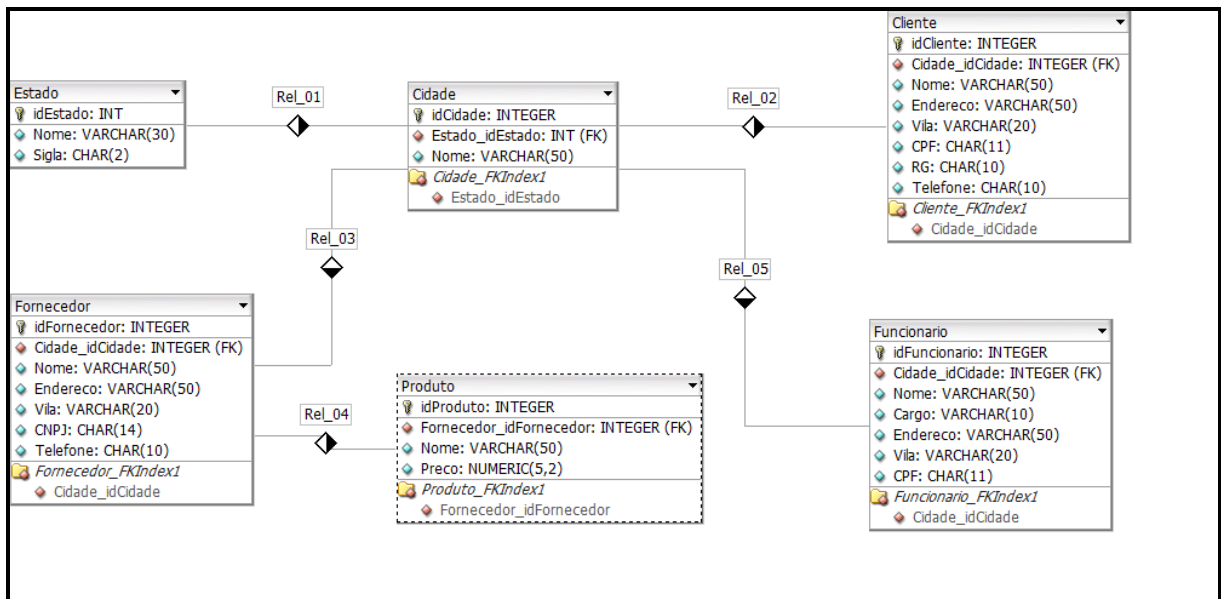 Estado
idEstado: INT
Nome: VARCHAR(30)
Sigla: CHAR(2)
Rel_01
Cidade
idCidade: INTEGER
Estado_idEstado: INT (FK)
Nome: VARCHAR(50)
Cidade_FKIndex1
Estado_idEstado
Rel_02
Cliente
idCliente: INTEGER
Cidade_idCidade: INTEGER (FK)
Nome: VARCHAR(50)
Endereco: VARCHAR(50)
Vila: VARCHAR(20)
CPF: CHAR(11)
RG: CHAR(10)
Telefone: CHAR(10)
Cliente_FKIndex1
Cidade_idCidade
Rel_03
Rel_05
Fornecedor
idFornecedor: INTEGER
Cidade_idCidade: INTEGER (FK)
Nome: VARCHAR(50)
Endereco: VARCHAR(50)
Vila: VARCHAR(20)
CNPJ: CHAR(14)
Telefone: CHAR(10)
Fornecedor_FKIndex1
Cidade_idCidade
Rel_04
Produto
idProduto: INTEGER
Fornecedor_idFornecedor: INTEGER (FK)
Nome: VARCHAR(50)
Preco: NUMERIC(5,2)
Produto_FKIndex1
Fornecedor_idFornecedor
Funcionario
idFuncionario: INTEGER
Cidade_idCidade: INTEGER (FK)
Nome: VARCHAR(50)
Cargo: VARCHAR(10)
Endereco: VARCHAR(50)
Vila: VARCHAR(20)
CPF: CHAR(11)
Funcionario_FKIndex1
Cidade_idCidade